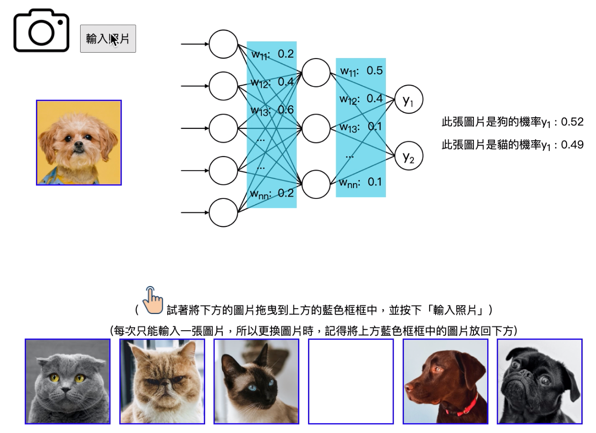 輸入照片
w11: 0.2
w12: 0.4
w13: 0.6
...
...
wnn: 0.2
w11: 0.5
w12: 0.4
w13: 0.1
...
wnn: 0.1
y1
y2
此張圖片是狗的機率y1 : 0.52
此張圖片是貓的機率y1 : 0.49
( 試著將下方的圖片拖曳到上方的藍色框框中，並按下「輸入照片」)
(每次只能輸入一張圖片，所以更換圖片時，記得將上方藍色框框中的圖片放回下方)